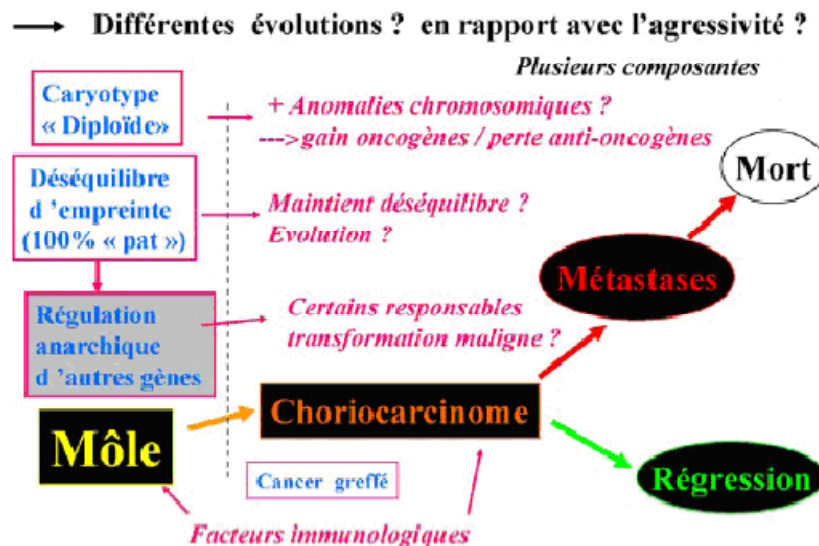 Différentes évolutions ? en rapport avec l'agressivité ?
Plusieurs composantes
Caryotype
« Diploïde»
+ Anomalies chromosomiques ?
--->gain oncogènes / perte anti-oncogènes
Mort
Déséquilibre
d 'empreinte
(100% « pat »)
Maintient déséquilibre ?
Evolution ?
Métastases
Régulation
anarchique
d 'autres gènes
Certains responsables
transformation maligne ?
Môle
Choriocarcinome
Cancer greffé
Régression
Facteurs immunologiques